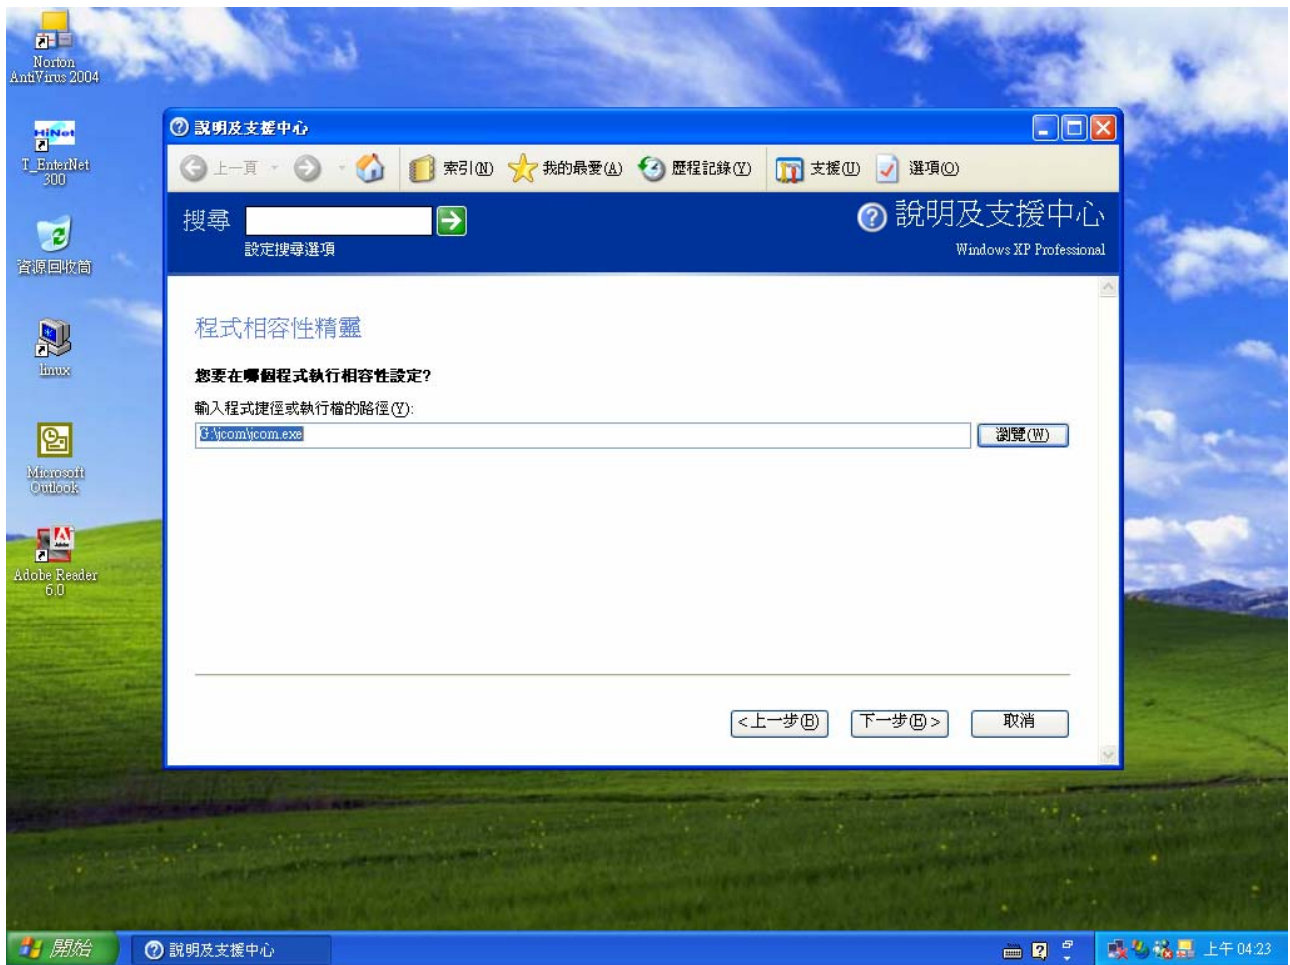 Norton
AntiVirus 2004
HiNet
T_EnterNet
300
資源回收筒
linux
Microsoft
Outlook
Adobe
Adobe Reader
6.0
說明及支援中心
上一頁
索引(N)
我的最愛(A)
歷程記錄(Y)
支援(U)
選項(O)
搜尋
設定搜尋選項
說明及支援中心
Windows XP Professional
程式相容性精靈
您要在哪個程式執行相容性設定?
輸入程式捷徑或執行檔的路徑(Y):
G:\jcom\jcom.exe
瀏覽(W)
<上一步(B)
下一步(E)>
取消
開始
說明及支援中心
上午 04:23